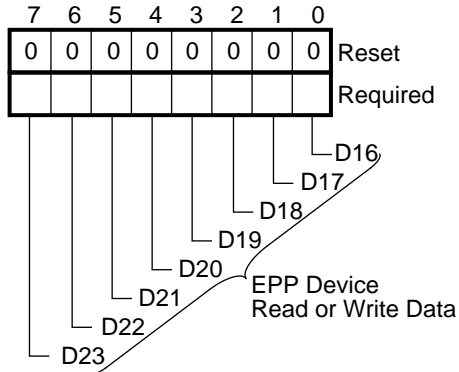 7 6 5 4 3 2 1 0
0 0 0 0 0 0 0 0 Reset
Required
D16
D17
D18
D19
D20
D21
D22
D23
EPP Device
Read or Write Data